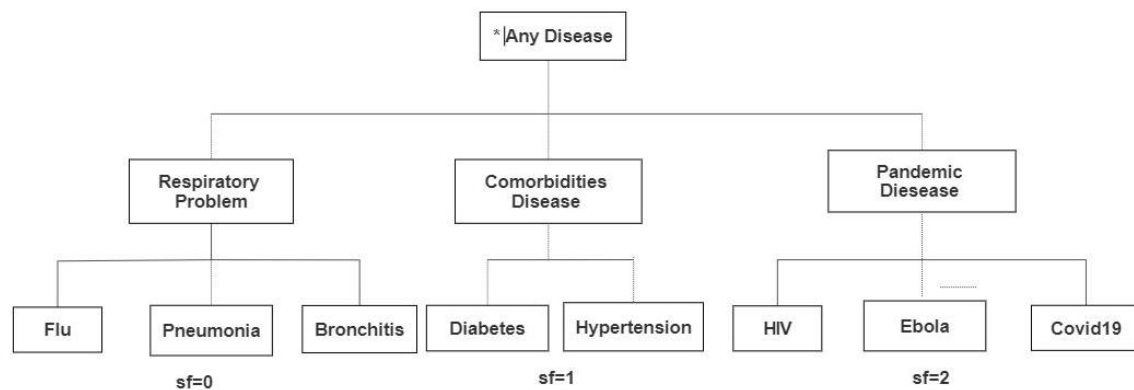 * Any Disease
Respiratory
Problem
Comorbidities
Disease
Pandemic
Diesease
Flu
Pneumonia
Bronchitis
Diabetes
Hypertension
HIV
Ebola
Covid19
sf=0
sf=1
sf=2